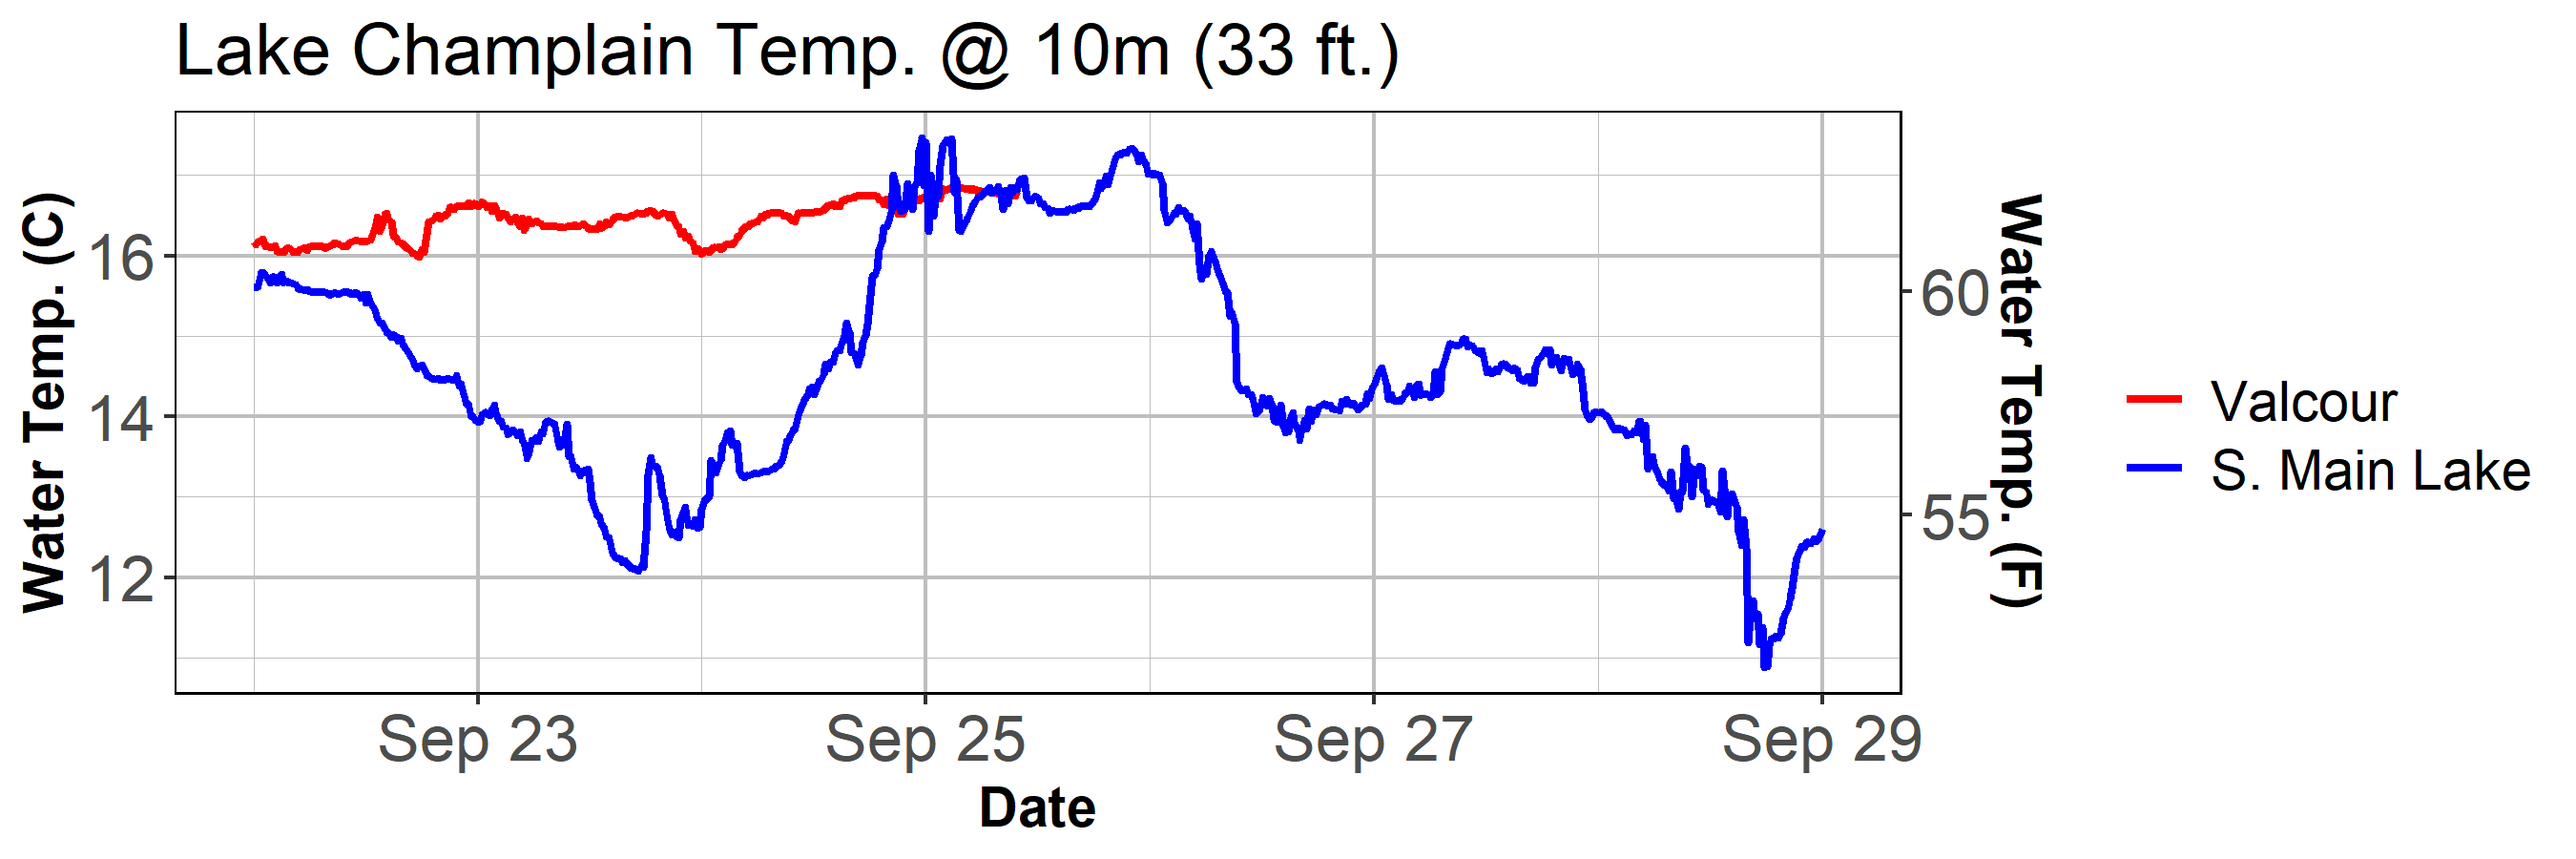 Lake Champlain Temp. @ 10m (33 ft.)
Water Temp. (C)
16
14
12
60
55
Water Temp. (F)
Sep 23
Sep 25
Sep 27
Sep 29
Date
Valcour
S. Main Lake